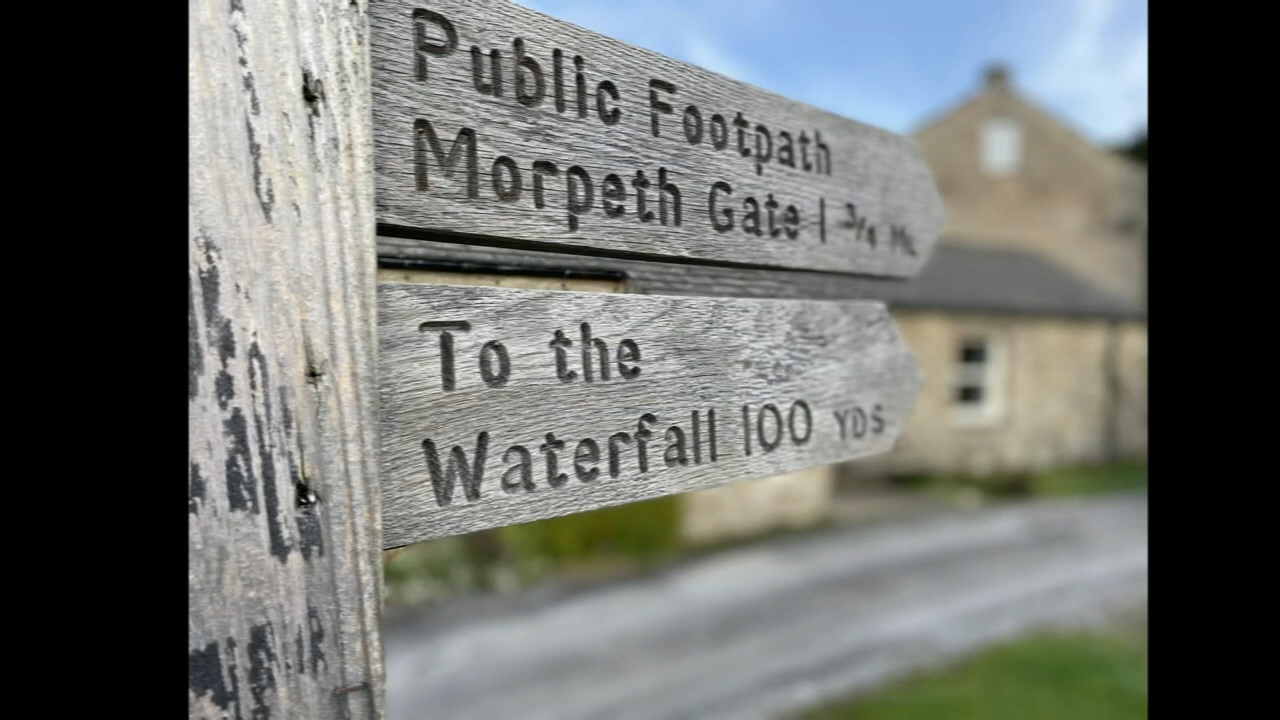 Public Footpath
Morpeth Gate 1 3/4 ML
To the
Waterfall 100 YDS